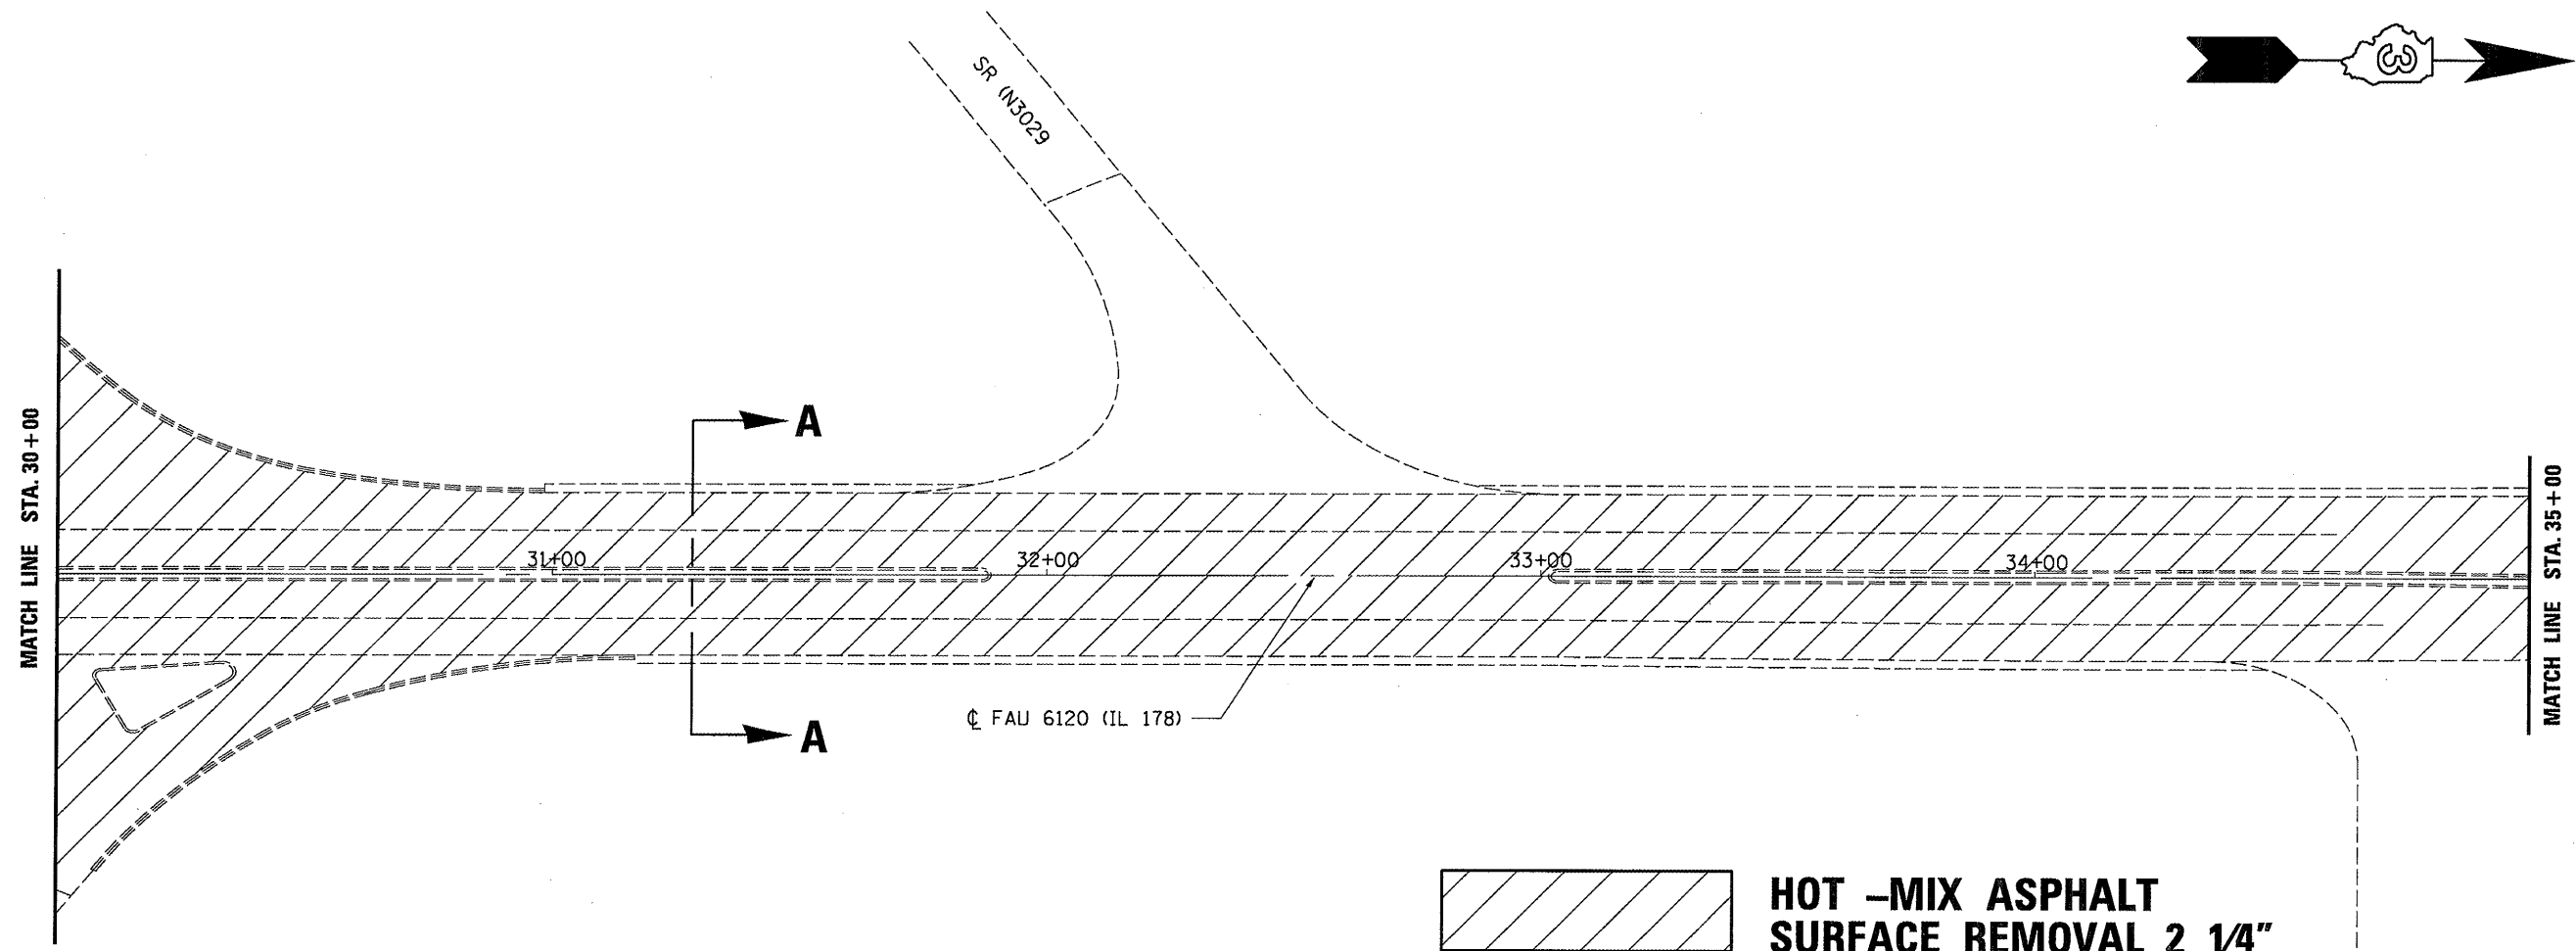 3
SR (N3029
MATCH LINE STA. 30+00
A
31+00
32+00
33+00
34+00
MATCH LINE STA. 35+00
℄ FAU 6120 (IL 178)
A
HOT –MIX ASPHALT
SURFACE REMOVAL 2 1/4"